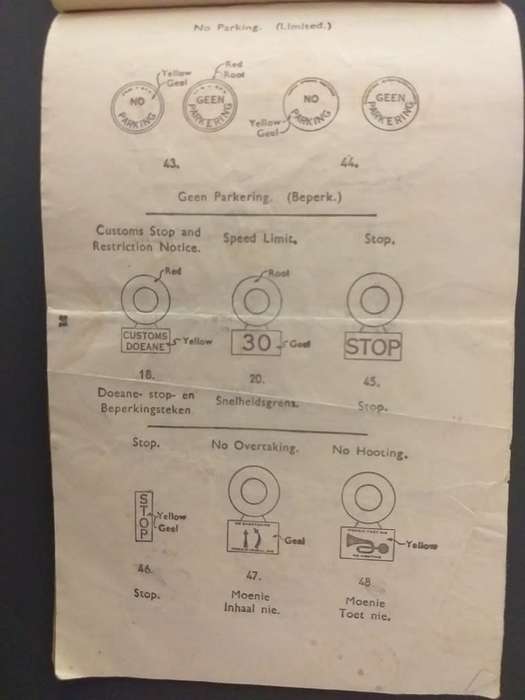 No Parking. (Limited.)
Yellow
Geel
Red
Rooi
NO
PARKING
GEEN
PARKERING
NO
PARKING
GEEN
PARKERING
Yellow
Geel
43.
44.
Geen Parkering. (Beperk.)
Customs Stop and
Restriction Notice.
Speed Limit.
Stop.
Red
Rooi
CUSTOMS
DOEANE
Yellow
30
Geel
STOP
18.
20.
45.
Doeane- stop- en
Beperkingsteken.
Snelheidsgrens.
Stop.
Stop.
No Overtaking.
No Hooting.
STOP
Yellow
Geel
Geel
Yellow
46.
47.
48.
Stop.
Moenie
Inhaal nie.
Moenie
Toet nie.